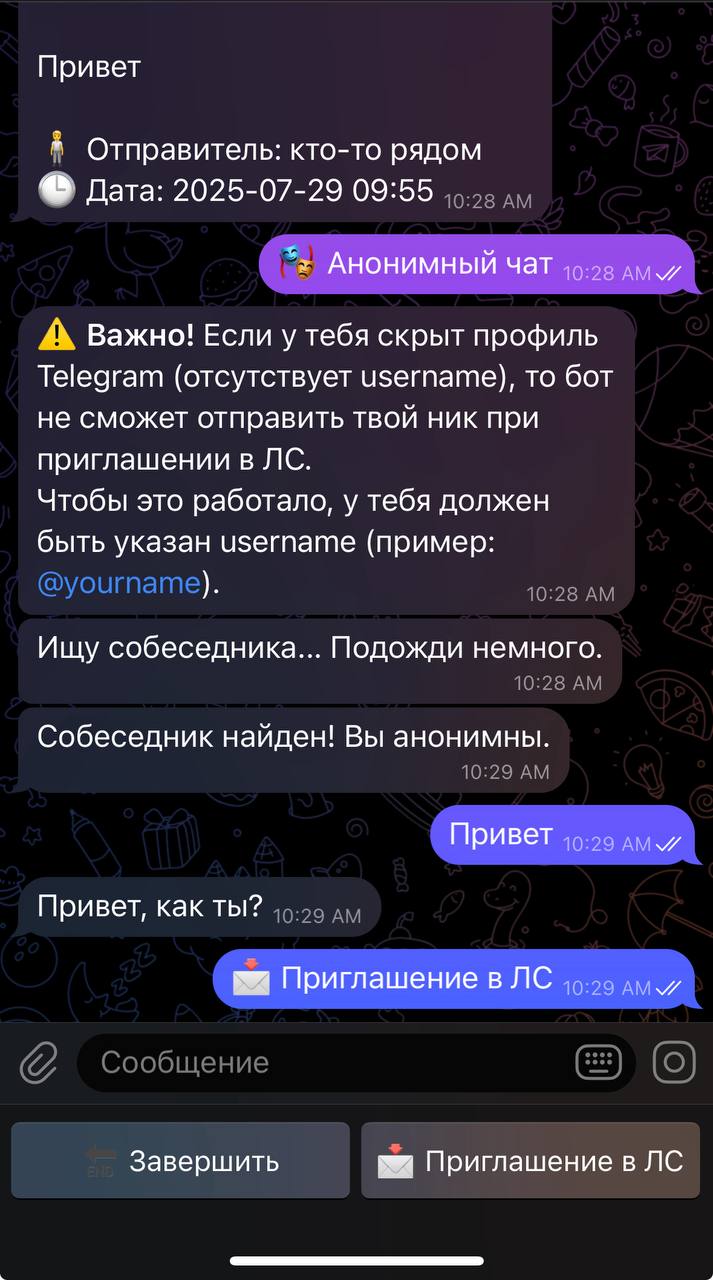 Привет
🧍 Отправитель: кто-то рядом
🕒 Дата: 2025-07-29 09:55 10:28 AM
🎭 Анонимный чат 10:28 AM
⚠️ Важно! Если у тебя скрыт профиль
Telegram (отсутствует username), то бот
не сможет отправить твой ник при
приглашении в ЛС.
Чтобы это работало, у тебя должен
быть указан username (пример:
@yourname). 10:28 AM
Ищу собеседника... Подожди немного.
10:28 AM
Собеседник найден! Вы анонимны.
10:29 AM
Привет 10:29 AM
Привет, как ты? 10:29 AM
📩 Приглашение в ЛС 10:29 AM
Сообщение
🔚 Завершить
📩 Приглашение в ЛС